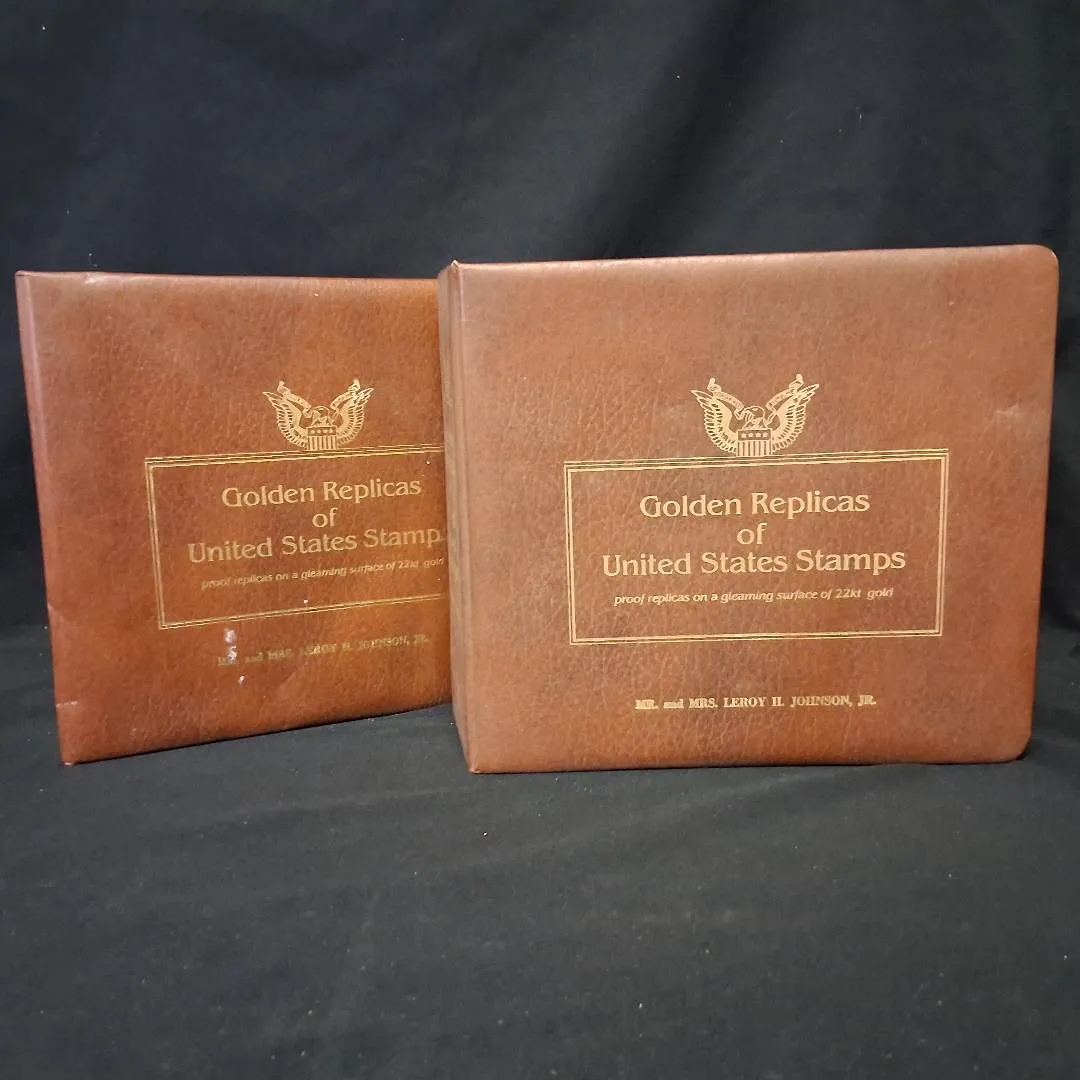 Golden Replicas
of
United States Stamp
proof replicas on a gleaming surface of 22kt gold
MR. and MRS. LEROY H. JOHNSON, JR.
Golden Replicas
of
United States Stamps
proof replicas on a gleaming surface of 22kt gold
MR. and MRS. LEROY H. JOHNSON, JR.